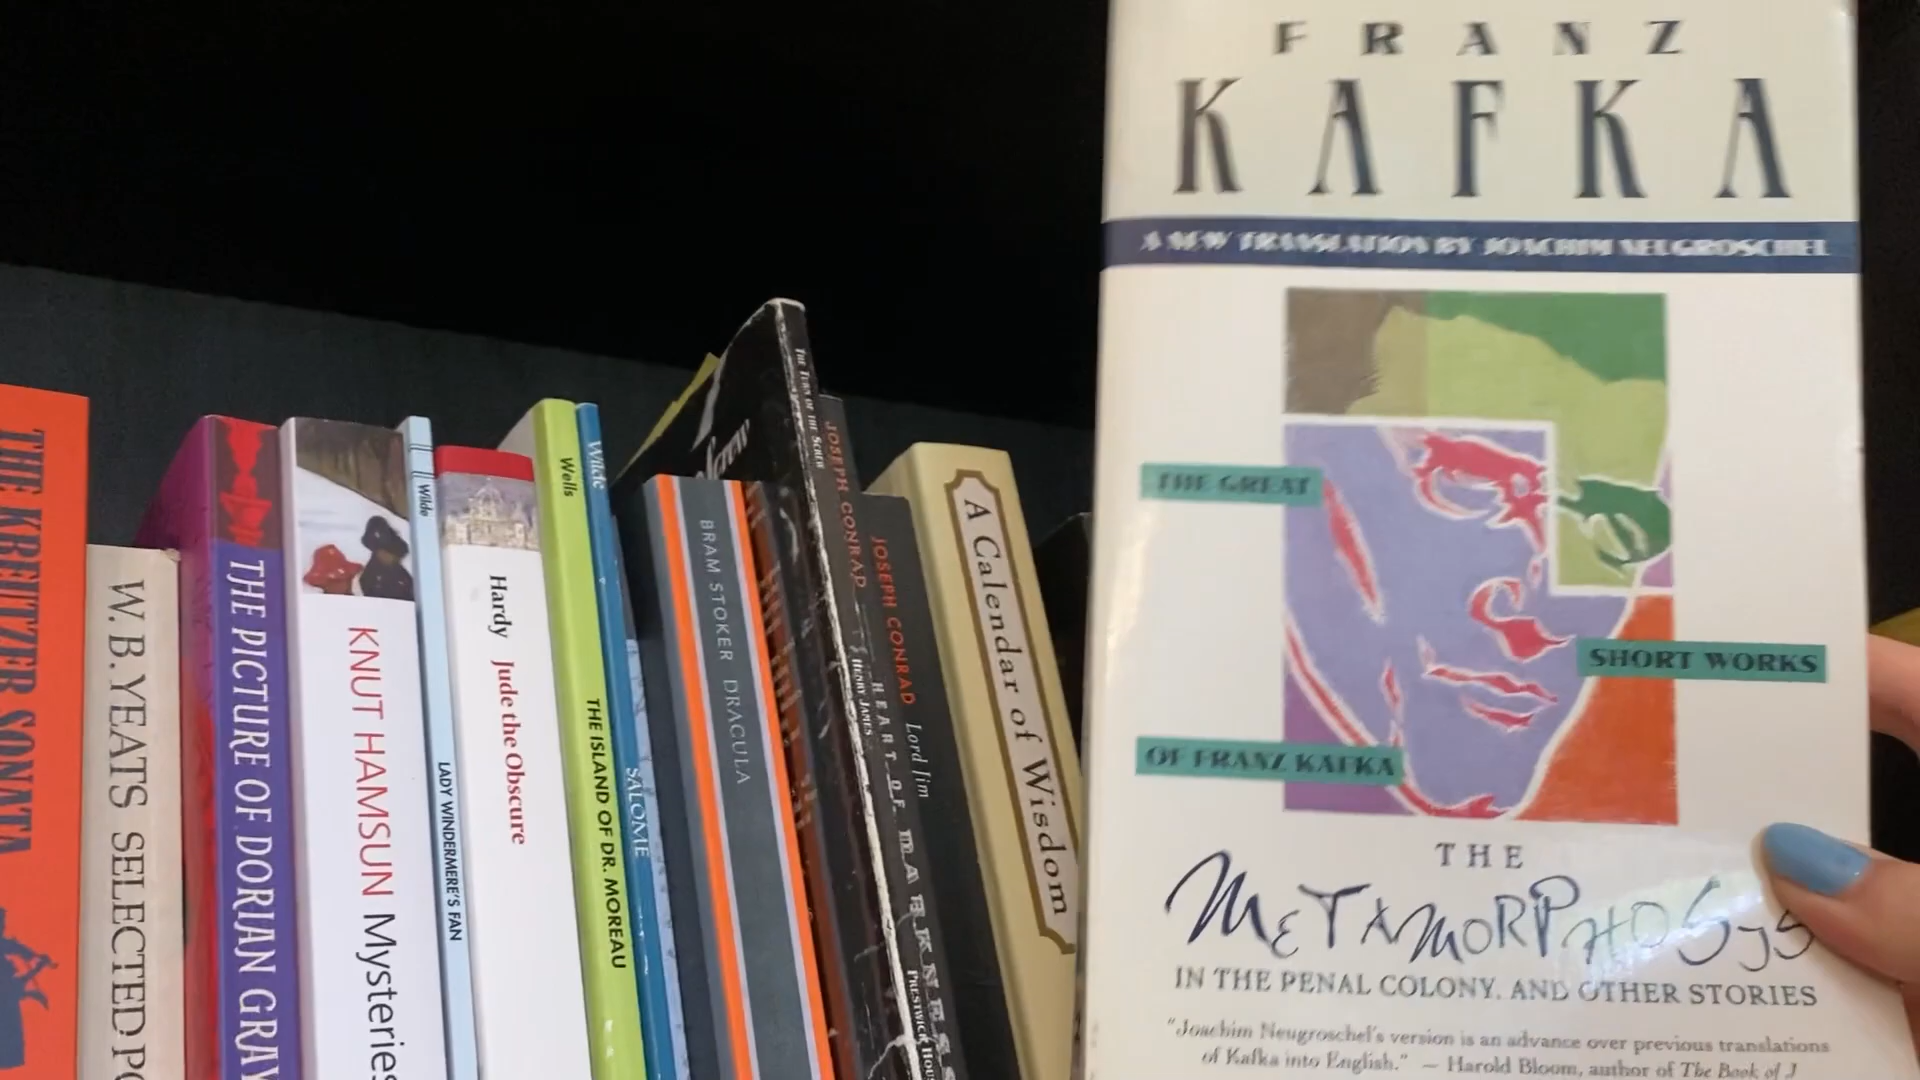 THE KREUTZER SONATA
W. B. YEATS SELECTED PO
THE PICTURE OF DORIAN GRAY
KNUT HAMSUN Mysteries
Wilde
LADY WINDERMERE'S FAN
Hardy Jude the Obscure
Wells
THE ISLAND OF DR. MOREAU
Wilde
SALOME
BRAM STOKER DRACULA
THE TURN OF THE SCREW
HENRY JAMES
PRESTWICK HOUS
JOSEPH CONRAD
HEART OF DARKNESS
JOSEPH CONRAD Lord Jim
A Calendar of Wisdom
FRANZ
KAFKA
A NEW TRANSLATION BY JOACHIM NEUGROSCHEL
THE GREAT
SHORT WORKS
OF FRANZ KAFKA
THE
METAMORPHOSIS
IN THE PENAL COLONY, AND OTHER STORIES
"Joachim Neugroschel's version is an advance over previous translations
of Kafka into English." — Harold Bloom, author of The Book of J